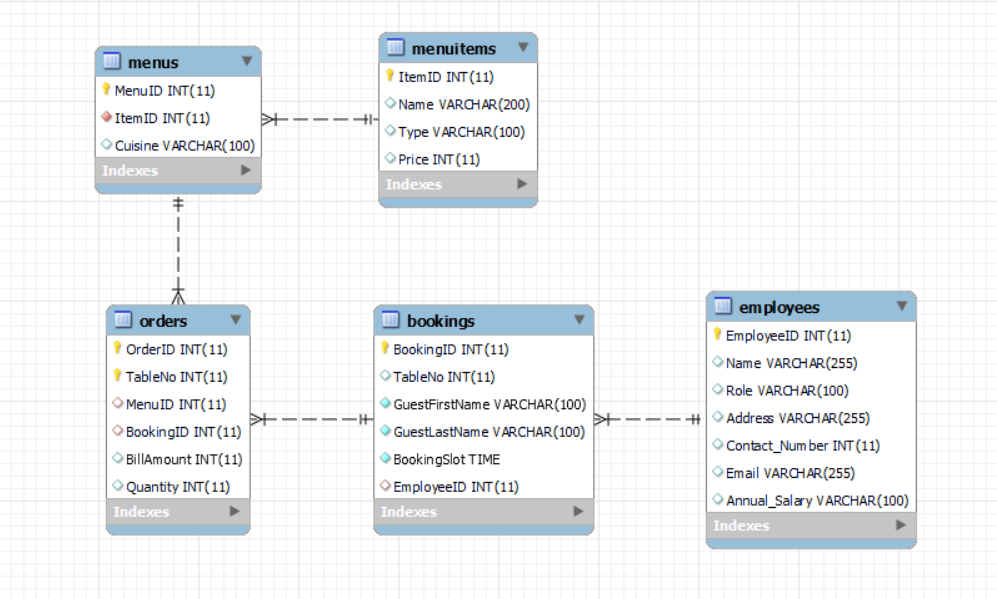 menus
MenuID INT(11)
ItemID INT(11)
Cuisine VARCHAR(100)
Indexes
menuitems
ItemID INT(11)
Name VARCHAR(200)
Type VARCHAR(100)
Price INT(11)
Indexes
orders
OrderID INT(11)
TableNo INT(11)
MenuID INT(11)
BookingID INT(11)
BillAmount INT(11)
Quantity INT(11)
Indexes
bookings
BookingID INT(11)
TableNo INT(11)
GuestFirstName VARCHAR(100)
GuestLastName VARCHAR(100)
BookingSlot TIME
EmployeeID INT(11)
Indexes
employees
EmployeeID INT(11)
Name VARCHAR(255)
Role VARCHAR(100)
Address VARCHAR(255)
Contact_Number INT(11)
Email VARCHAR(255)
Annual_Salary VARCHAR(100)
Indexes